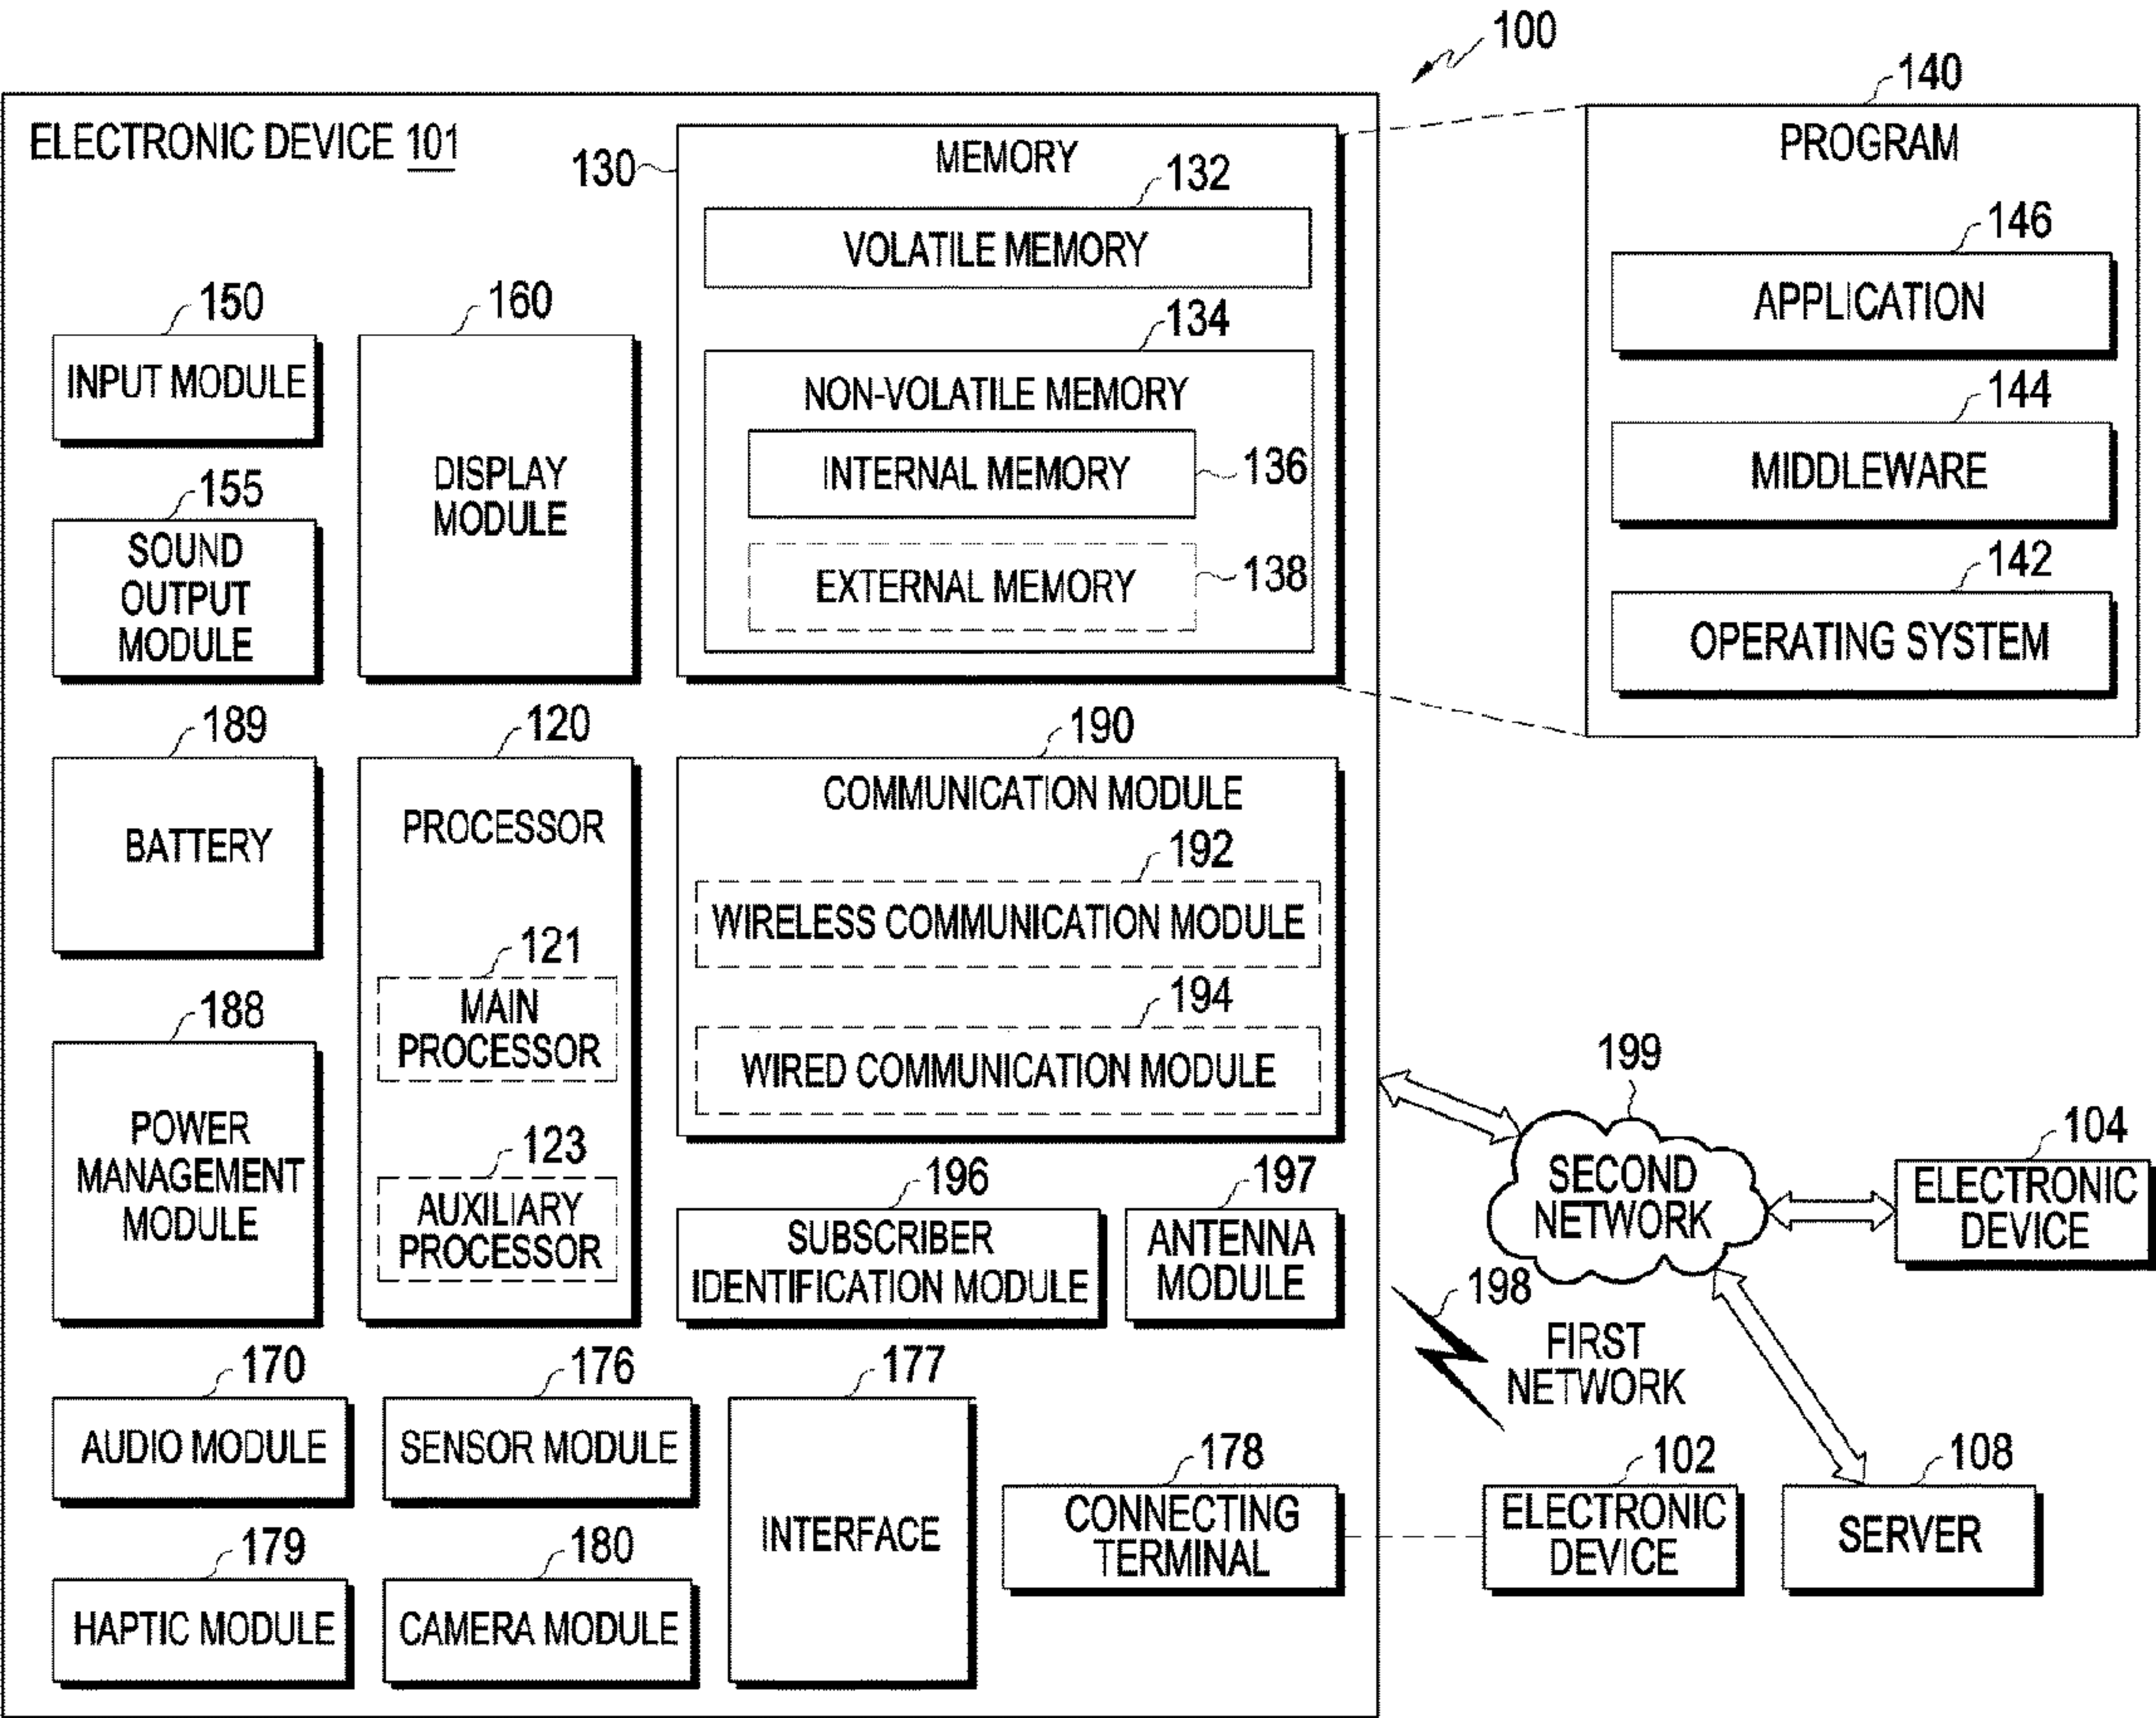 100
ELECTRONIC DEVICE 101
130
MEMORY
132
VOLATILE MEMORY
134
NON-VOLATILE MEMORY
INTERNAL MEMORY
136
EXTERNAL MEMORY
138
140
PROGRAM
146
APPLICATION
144
MIDDLEWARE
142
OPERATING SYSTEM
150
INPUT MODULE
160
DISPLAY
MODULE
155
SOUND
OUTPUT
MODULE
189
BATTERY
120
PROCESSOR
121
MAIN
PROCESSOR
123
AUXILIARY
PROCESSOR
190
COMMUNICATION MODULE
192
WIRELESS COMMUNICATION MODULE
194
WIRED COMMUNICATION MODULE
188
POWER
MANAGEMENT
MODULE
196
SUBSCRIBER
IDENTIFICATION MODULE
197
ANTENNA
MODULE
199
SECOND
NETWORK
104
ELECTRONIC
DEVICE
198
FIRST
NETWORK
170
AUDIO MODULE
176
SENSOR MODULE
177
INTERFACE
178
CONNECTING
TERMINAL
102
ELECTRONIC
DEVICE
108
SERVER
179
HAPTIC MODULE
180
CAMERA MODULE